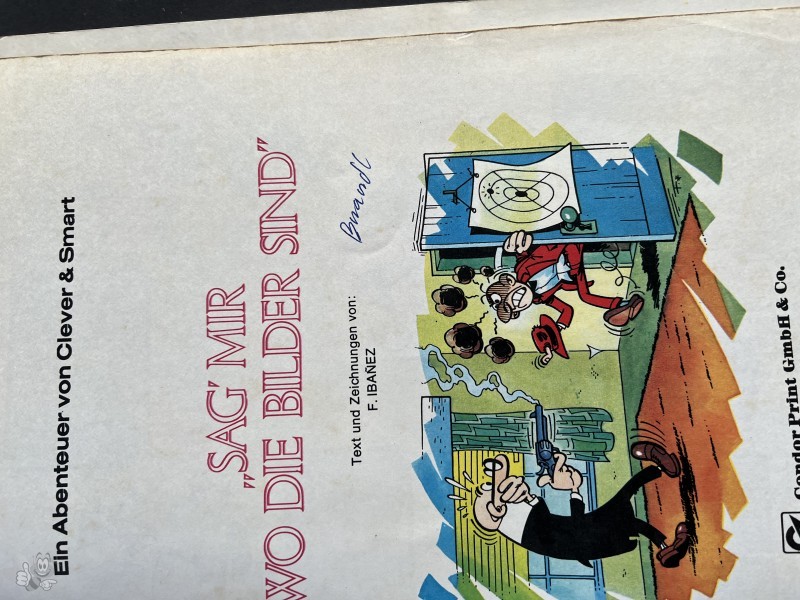 Ein Abenteuer von Clever & Smart
„SAG' MIR
WO DIE BILDER SIND”
Brandl
Text und Zeichnungen von:
F. IBAÑEZ
Condor Print GmbH & Co.